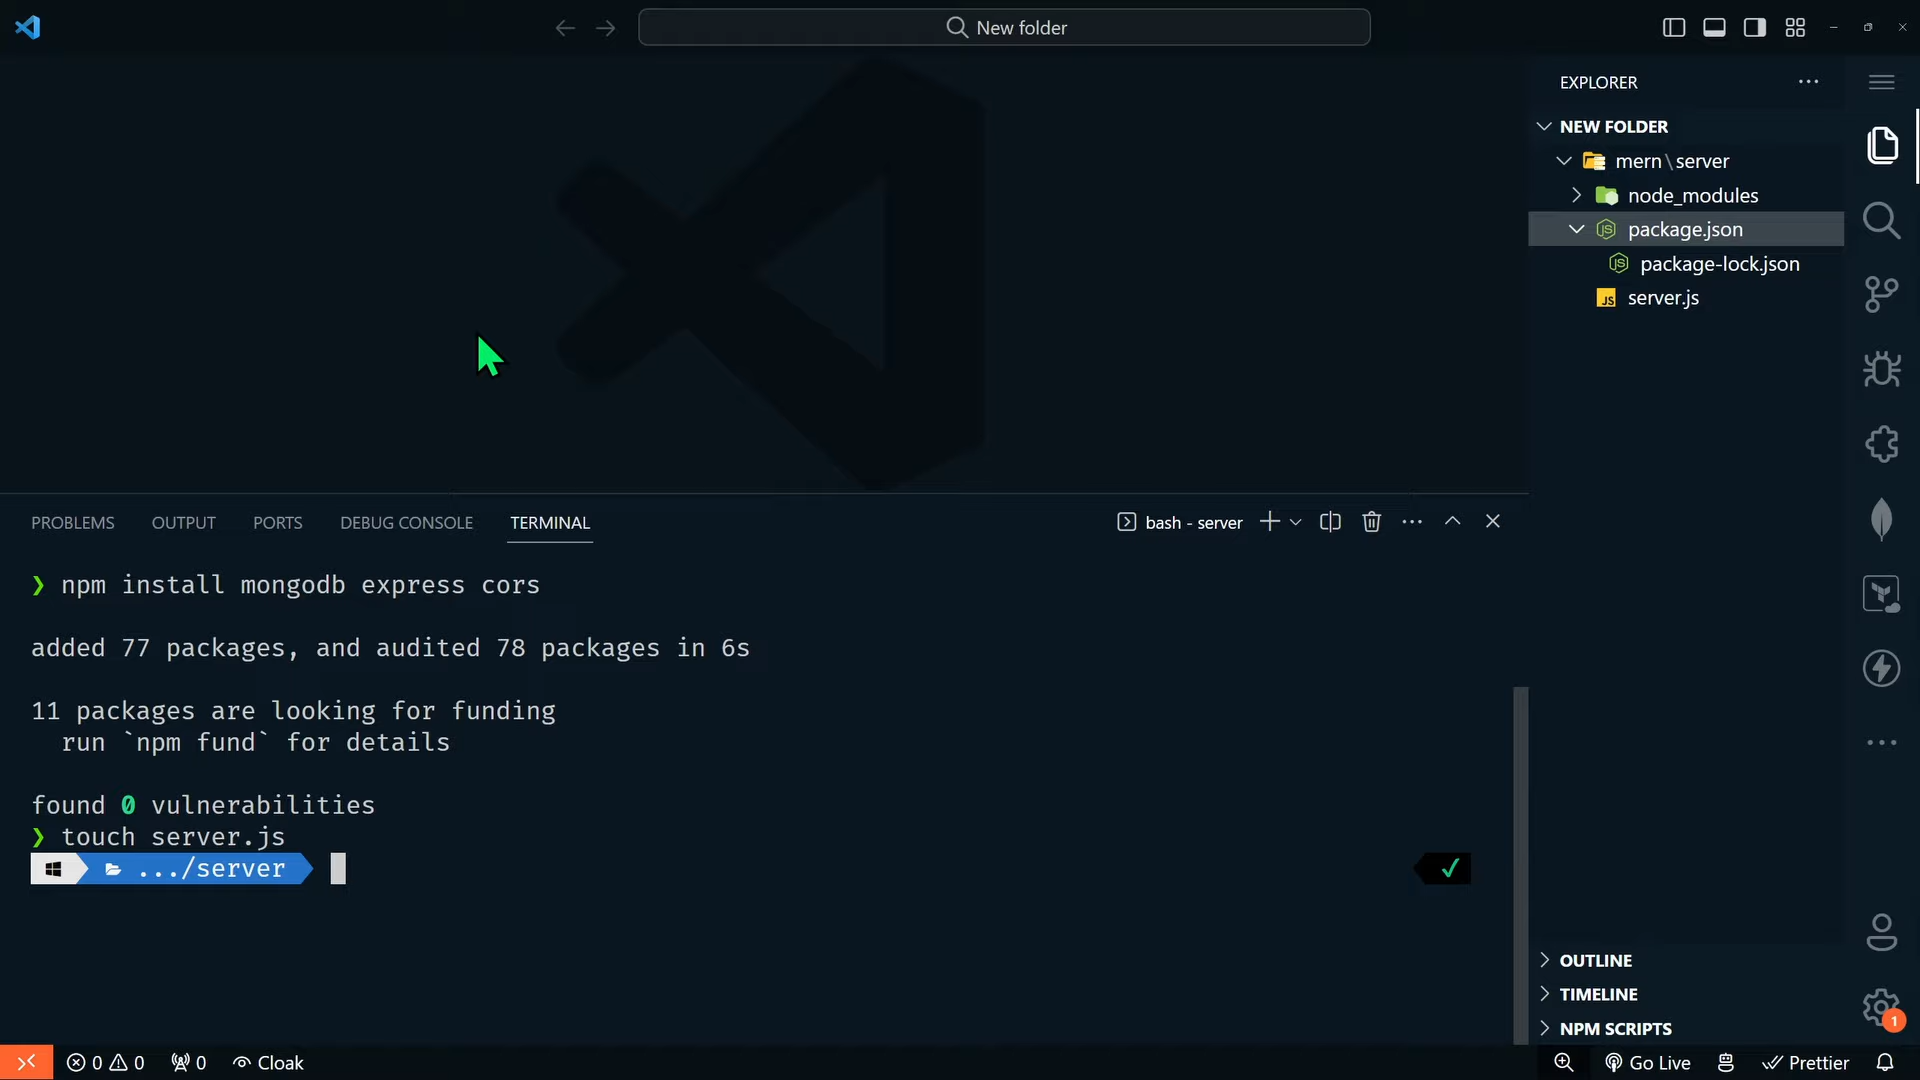 New folder
EXPLORER
NEW FOLDER
mern\server
node_modules
package.json
package-lock.json
JS server.js
PROBLEMS OUTPUT PORTS DEBUG CONSOLE TERMINAL bash - server
❯ npm install mongodb express cors
added 77 packages, and audited 78 packages in 6s
11 packages are looking for funding
run `npm fund` for details
found 0 vulnerabilities
❯ touch server.js
.../server
OUTLINE
TIMELINE
NPM SCRIPTS
1
0 0 0 Cloak Go Live Prettier